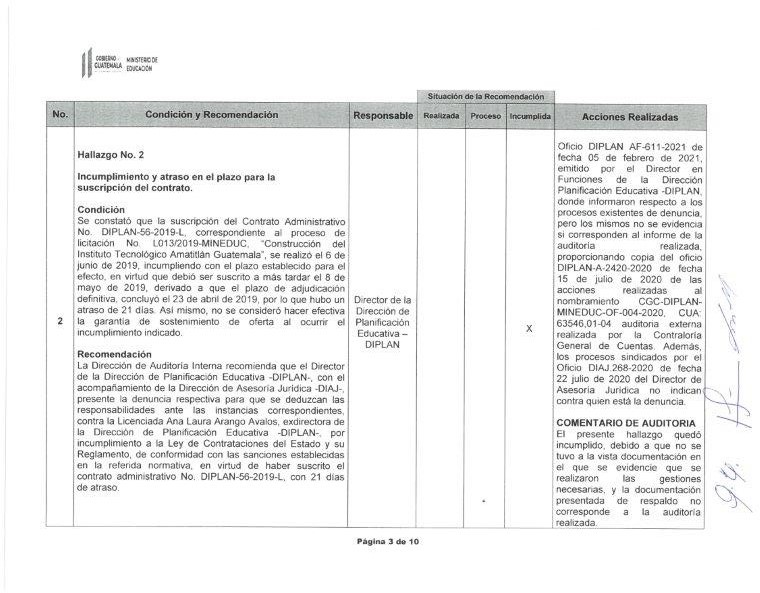 GOBIERNO
GUATEMALA
MINISTERIO DE
EDUCACIÓN
Situación de la Recomendación
No.
Condición y Recomendación
Responsable
Realizada
Proceso
Incumplida
Acciones Realizadas
2
Hallazgo No. 2
Incumplimiento y atraso en el plazo para la
suscripción del contrato.
Condición
Se constató que la suscripción del Contrato Administrativo
No. DIPLAN-56-2019-L, correspondiente al proceso de
licitación No. L013/2019-MINEDUC, “Construcción del
Instituto Tecnológico Amatitlán Guatemala”, se realizó el 6 de
junio de 2019, incumpliendo con el plazo establecido para el
efecto, en virtud que debió ser suscrito a más tardar el 8 de
mayo de 2019, derivado a que el plazo de adjudicación
definitiva, concluyó el 23 de abril de 2019, por lo que hubo un
atraso de 21 días. Así mismo, no se consideró hacer efectiva
la garantía de sostenimiento de oferta al ocurrir el
incumplimiento indicado.
Recomendación
La Dirección de Auditoría Interna recomienda que el Director
de la Dirección de Planificación Educativa -DIPLAN-, con el
acompañamiento de la Dirección de Asesoría Jurídica -DIAJ-,
presente la denuncia respectiva para que se deduzcan las
responsabilidades ante las instancias correspondientes,
contra la Licenciada Ana Laura Arango Avalos, exdirectora de
la Dirección de Planificación Educativa -DIPLAN-, por
incumplimiento a la Ley de Contrataciones del Estado y su
Reglamento, de conformidad con las sanciones establecidas
en la referida normativa, en virtud de haber suscrito el
contrato administrativo No. DIPLAN-56-2019-L, con 21 días
de atraso.
Director de la
Dirección de
Planificación
Educativa –
DIPLAN
X
Oficio DIPLAN AF-611-2021 de
fecha 05 de febrero de 2021,
emitido por el Director en
Funciones de la Dirección
Planificación Educativa -DIPLAN,
donde informaron respecto a los
procesos existentes de denuncia,
pero los mismos no se evidencia
si corresponden al informe de la
auditoría realizada,
proporcionando copia del oficio
DIPLAN-A-2420-2020 de fecha
15 de julio de 2020 de las
acciones realizadas al
nombramiento CGC-DIPLAN-
MINEDUC-OF-004-2020, CUA:
63546,01-04 auditoria externa
realizada por la Contraloría
General de Cuentas. Además,
los procesos sindicados por el
Oficio DIAJ.268-2020 de fecha
22 julio de 2020 del Director de
Asesoría Jurídica no indican
contra quien está la denuncia.
COMENTARIO DE AUDITORIA
El presente hallazgo quedó
incumplido, debido a que no se
tuvo a la vista documentación en
el que se evidencie que se
realizaron las gestiones
necesarias, y la documentación
presentada de respaldo no
corresponde a la auditoría
realizada.
Página 3 de 10